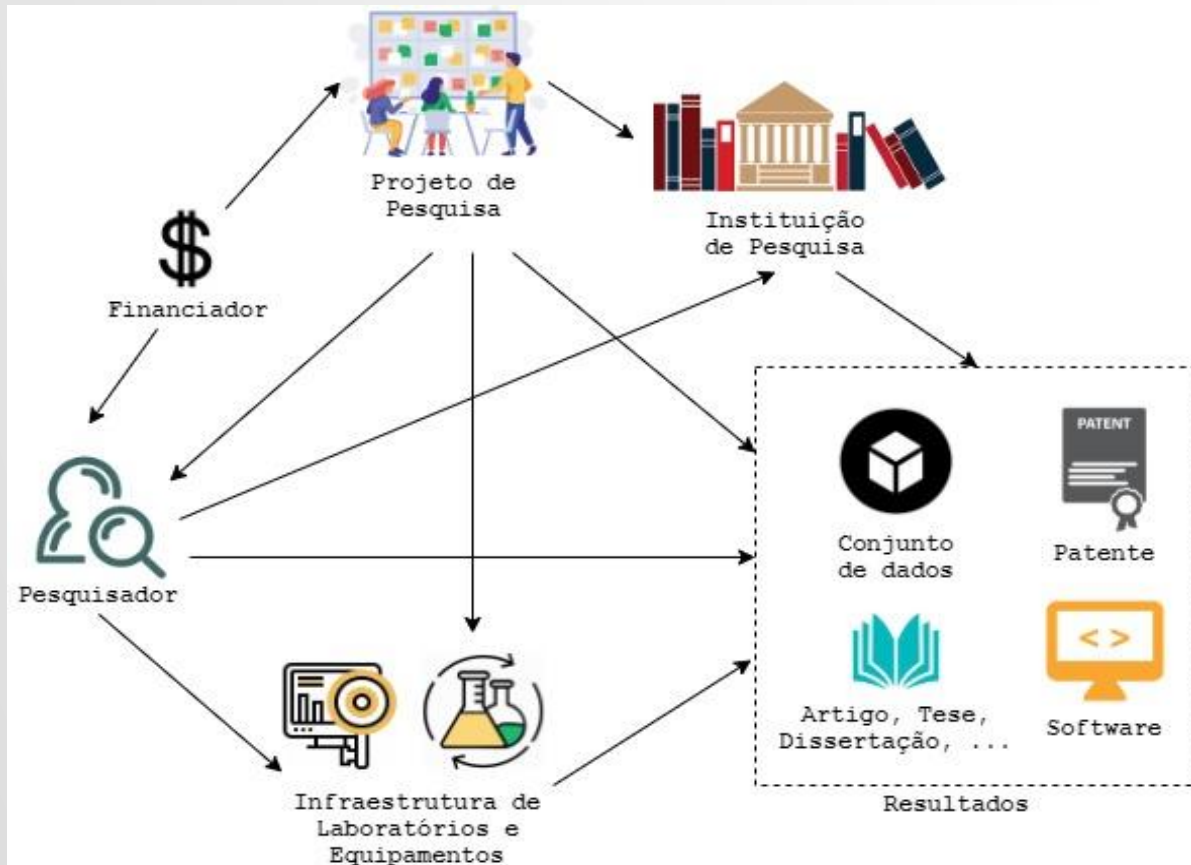 Projeto de
Pesquisa
Instituição
de Pesquisa
$
Financiador
PATENT
Conjunto
de dados
Patente
Pesquisador
< >
Artigo, Tese,
Dissertação, ...
Software
Infraestrutura de
Laboratórios e
Equipamentos
Resultados